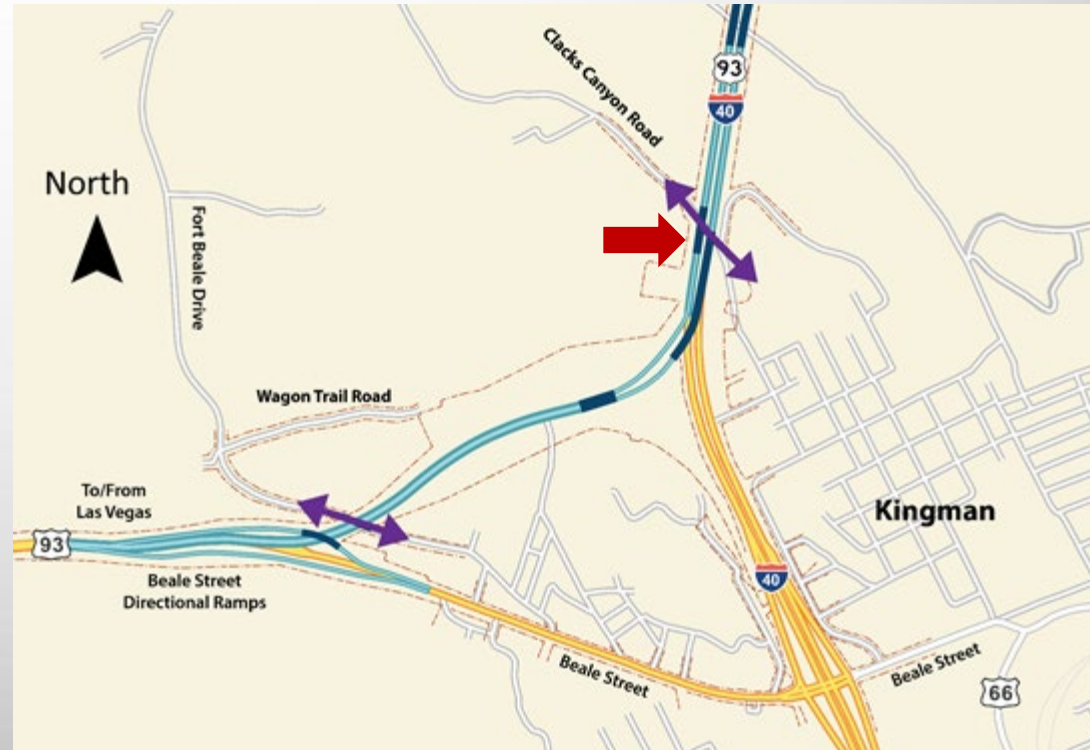 93
40
Clacks Canyon Road
North
Fort Beale Drive
Wagon Trail Road
To/From
Las Vegas
93
Kingman
Beale Street
Directional Ramps
40
Beale Street
Beale Street
66